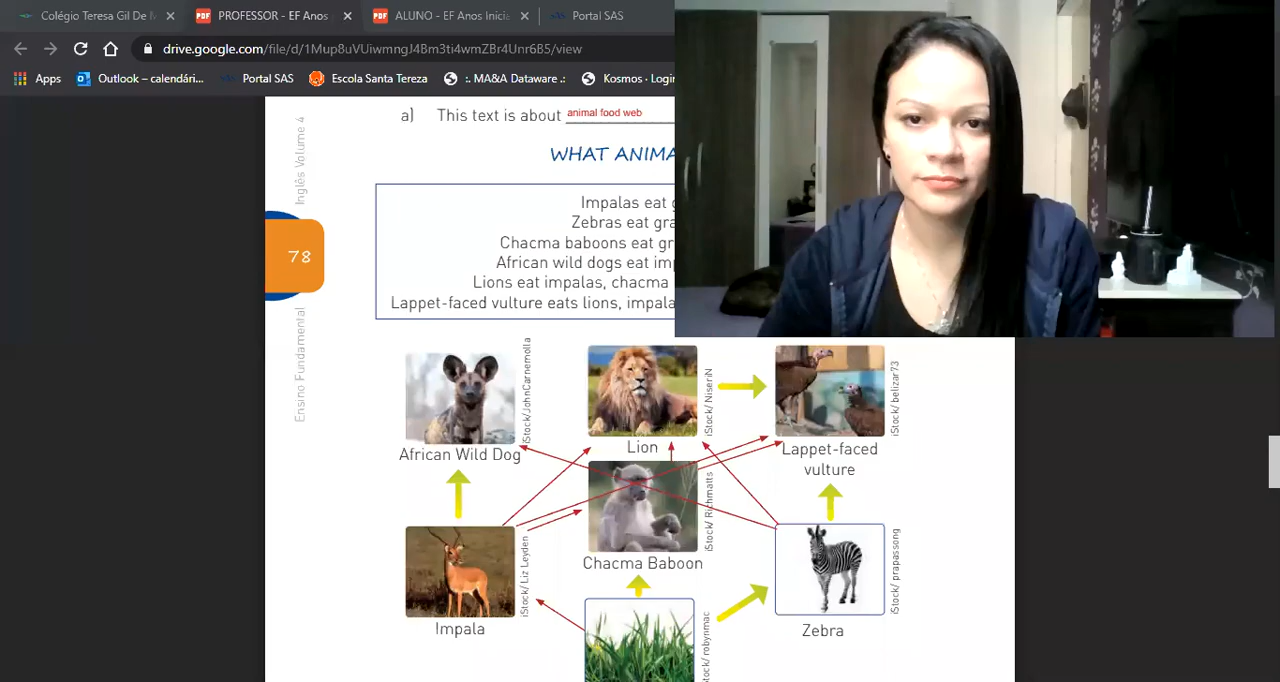 Colégio Teresa Gil De
PROFESSOR - EF Anos
ALUNO - EF Anos Inicia
Portal SAS
drive.google.com/file/d/1Mup8uVUiwmngJ4Bm3ti4wmZBr4Unr6B5/view
Apps
Outlook – calendári...
Portal SAS
Escola Santa Tereza
:. MA&A Dataware .:
Kosmos · Login
Inglês Volume 4
78
Ensino Fundamental
a) This text is about animal food web
WHAT ANIMA
Impalas eat g
Zebras eat gra
Chacma baboons eat gr
African wild dogs eat imp
Lions eat impalas, chacma
Lappet-faced vulture eats lions, impala
iStock/JohnCarnemolla
iStock/ NiseriN
iStock/ belizar73
African Wild Dog
Lion
Lappet-faced
vulture
iStock/ Liz Leyden
iStock/ Richmatts
iStock/ prapassong
Chacma Baboon
Impala
Zebra
Stock/ robynmac